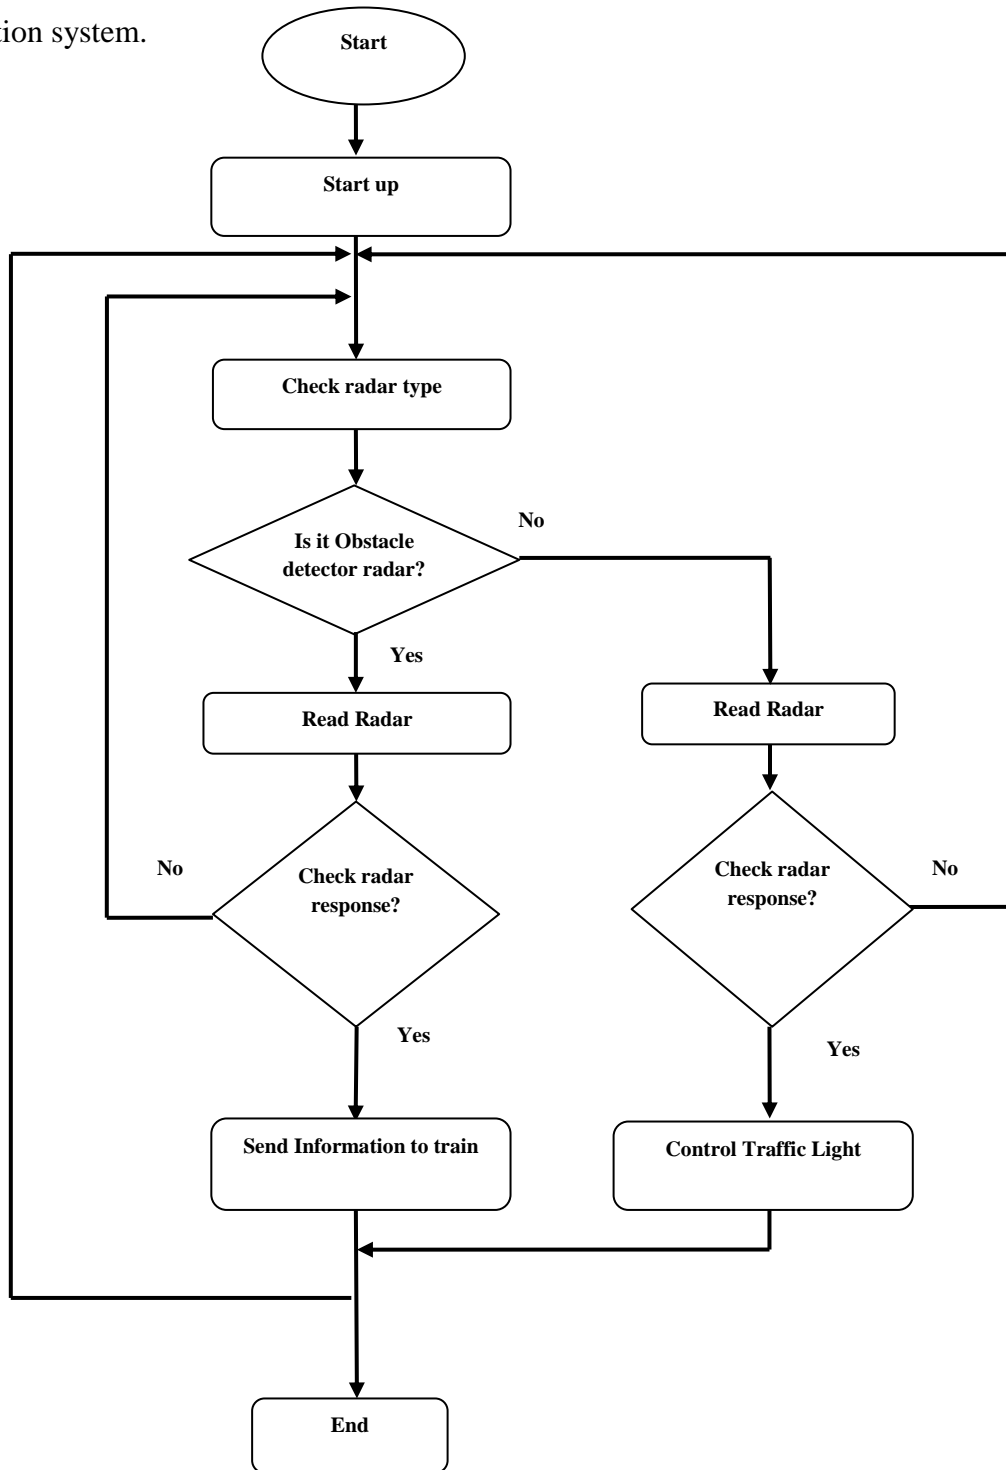 tion system.
Start
Start up
Check radar type
Is it Obstacle
detector radar?
No
Yes
Read Radar
Read Radar
Check radar
response?
No
Check radar
response?
No
Yes
Yes
Send Information to train
Control Traffic Light
End